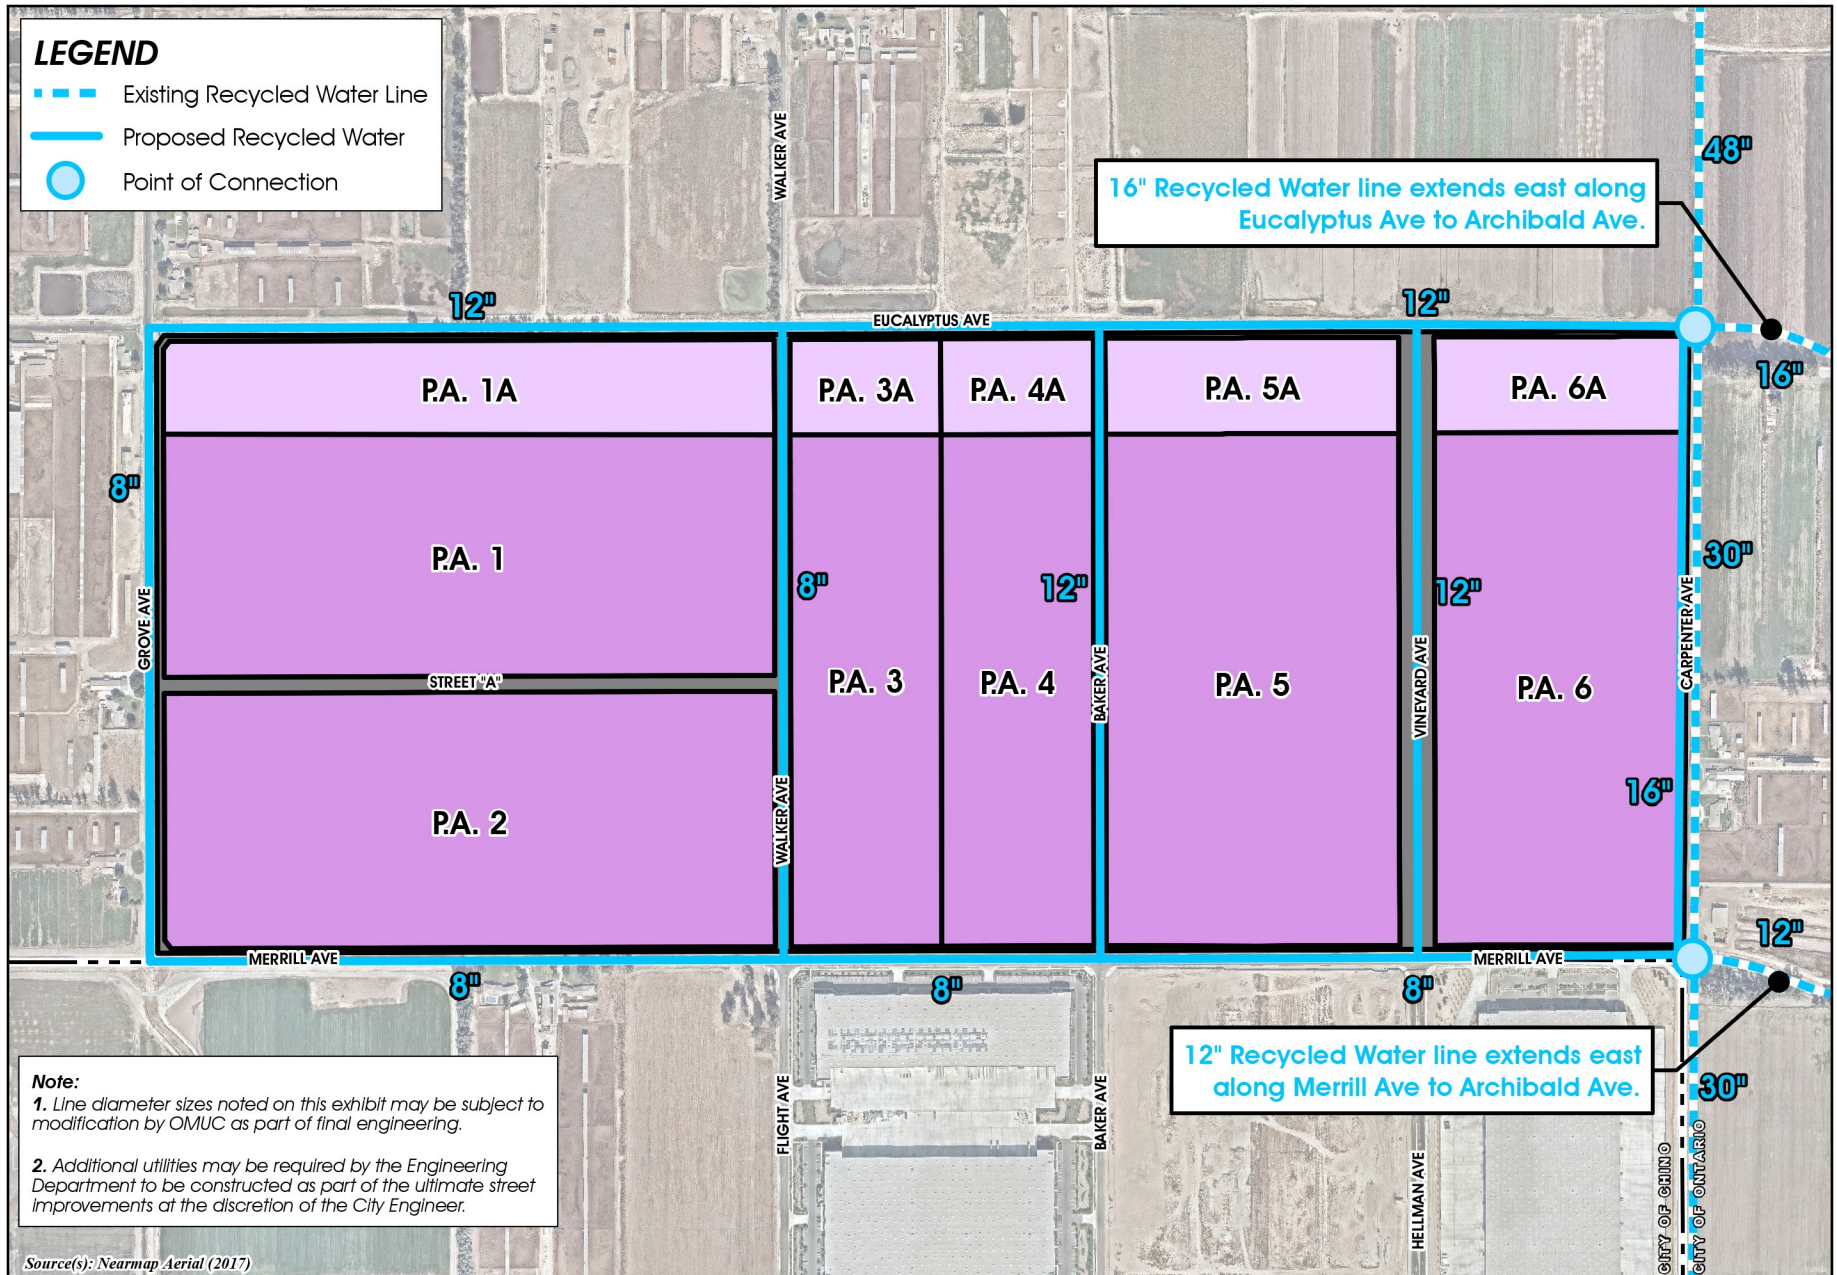 LEGEND
Existing Recycled Water Line
Proposed Recycled Water
Point of Connection
WALKER AVE
48"
16" Recycled Water line extends east along
Eucalyptus Ave to Archibald Ave.
12"
EUCALYPTUS AVE
12"
16"
P.A. 1A
P.A. 3A
P.A. 4A
P.A. 5A
P.A. 6A
8"
P.A. 1
8"
12"
12"
30"
GROVE AVE
STREET "A"
P.A. 3
P.A. 4
BAKER AVE
P.A. 5
VINEYARD AVE
P.A. 6
CARPENTER AVE
P.A. 2
WALKER AVE
16"
12"
MERRILL AVE
MERRILL AVE
8"
8"
8"
12" Recycled Water line extends east
along Merrill Ave to Archibald Ave.
30"
FLIGHT AVE
BAKER AVE
HELLMAN AVE
CITY OF CHINO
CITY OF ONTARIO
Note:
1. Line diameter sizes noted on this exhibit may be subject to
modification by OMUC as part of final engineering.
2. Additional utilities may be required by the Engineering
Department to be constructed as part of the ultimate street
improvements at the discretion of the City Engineer.
Source(s): Nearmap Aerial (2017)